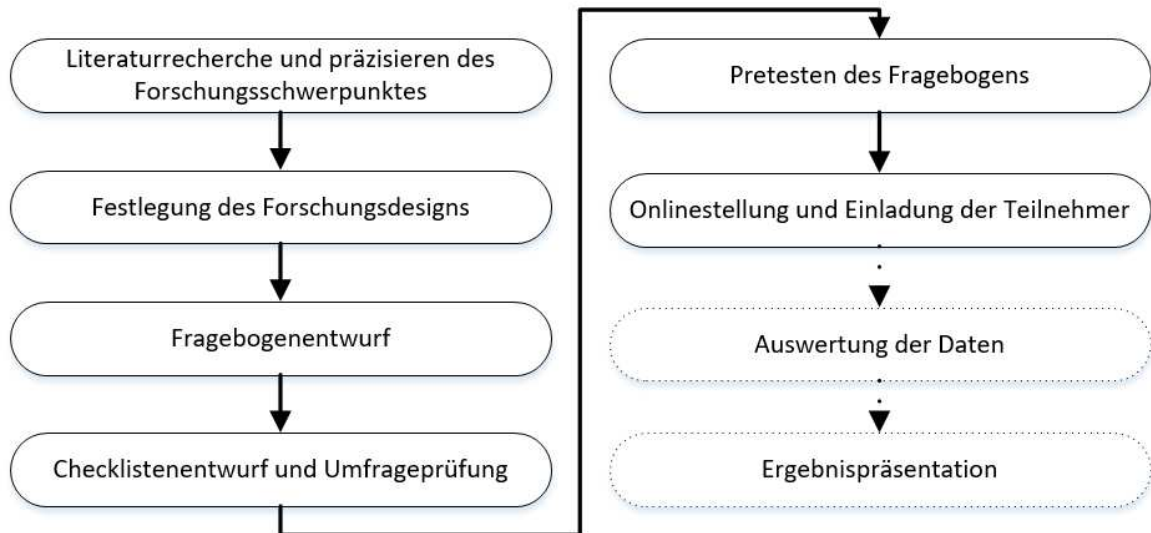 Literaturrecherche und präzisieren des
Forschungsschwerpunktes
Festlegung des Forschungsdesigns
Fragebogenentwurf
Checklistenentwurf und Umfrageprüfung
Pretesten des Fragebogens
Onlinestellung und Einladung der Teilnehmer
Auswertung der Daten
Ergebnispräsentation